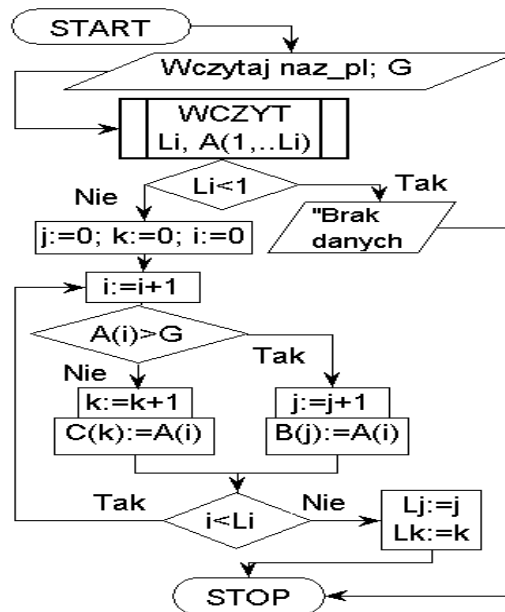 START
Wczytaj naz_pl; G
WCZYT
Li, A(1,..Li)
Li<1
Nie
Tak
j:=0; k:=0; i:=0
"Brak
danych
i:=i+1
A(i)>G
Nie
Tak
k:=k+1
C(k):=A(i)
j:=j+1
B(j):=A(i)
Tak
i<Li
Nie
Lj:=j
Lk:=k
STOP